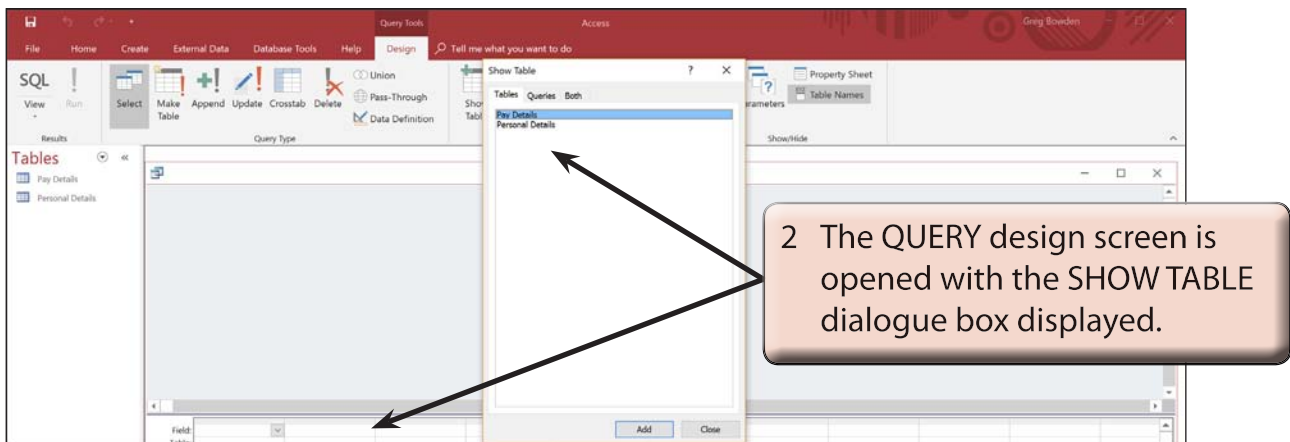 Query Tools
Access
Greg Bowden
File Home Create External Data Database Tools Help Design Tell me what you want to do
SQL
View
Run
Results
Select
Make Table
Append
Update
Crosstab
Delete
Union
Pass-Through
Data Definition
Query Type
Property Sheet
Table Names
Show/Hide
Show Table ? ×
Tables Queries Both
Pay Details
Personal Details
Add Close
Tables
Pay Details
Personal Details
Field:
2 The QUERY design screen is
opened with the SHOW TABLE
dialogue box displayed.